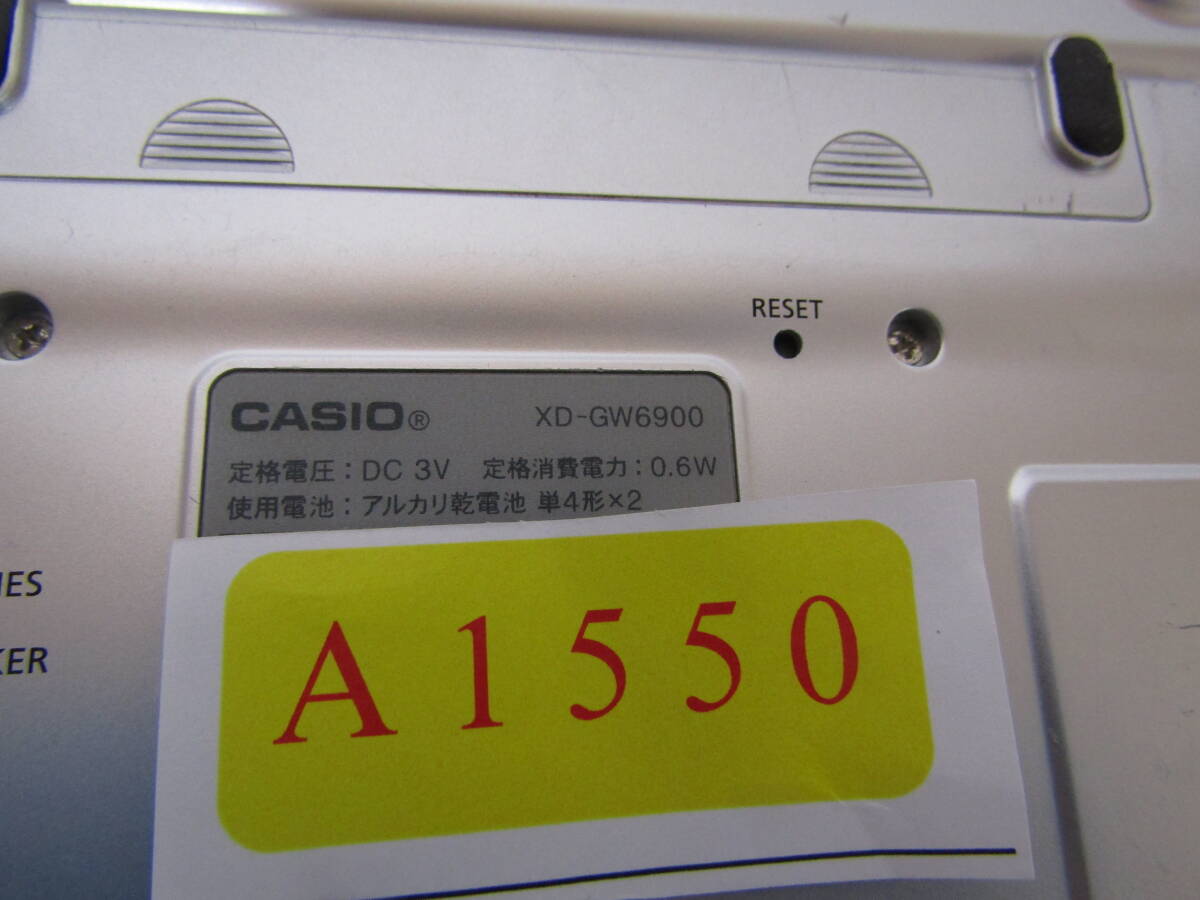 RESET
CASIO® XD-GW6900
定格電圧：DC 3V 定格消費電力：0.6W
使用電池：アルカリ乾電池 単4形×2
IES
KER
A1550